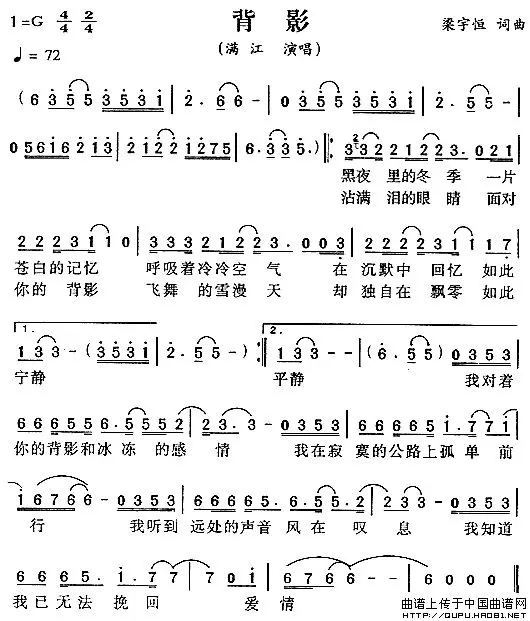 背影
1=G 4/4 2/4
梁宇恒 词曲
(满江 演唱)
♩= 72
(6 3 5 5 3 5 3 1 | 2· 6 6 - | 0 3 5 5 3 5 3 1 | 2· 5 5 - |
0 5 6 1 6 2 1 3 | 2 1 2 2 1 2 7 5 | 6· 3 3 5·) 3 3 2 2 1 2 2 3· 0 2 1 |
黑夜 里的冬 季 一片
沾满 泪的眼 睛 面对
2 2 2 3 1 1 0 | 3 3 3 2 1 2 2 3· 0 0 3 | 2 2 2 2 3 1 1 1 7 |
苍白的记忆 呼吸着冷冷空 气 在 沉默中 回忆 如此
你的 背影 飞舞 的雪漫 天 却 独自在 飘零 如此
1. 2.
1 3 3 - (3 5 3 1 | 2· 5 5 -) 1 3 3 - | (6· 5 5) 0 3 5 3 |
宁静 平静 我对着
6 6 6 5 5 6· 5 5 5 2 | 2 3· 3 - 0 3 5 3 | 6 6 6 6 5 1· 7 7 1 |
你的背影和冰 冻 的感 情 我在寂 寞的公路上孤 单 前
1 6 7 6 6 - 0 3 5 3 | 6 6 6 6 5 6· 5 5· 2 | 2 3· 3 - 0 3 5 3 |
行 我听到 远处的声音 风在 叹 息 我知道
6 6 6 5· 1· 7 7 | 7 0 1 | 6 7 6 6 - | 6 - - - |
我已无法 挽回 爱 情
曲谱上传于中国曲谱网
HTTP://QUPU.HAO81.NET